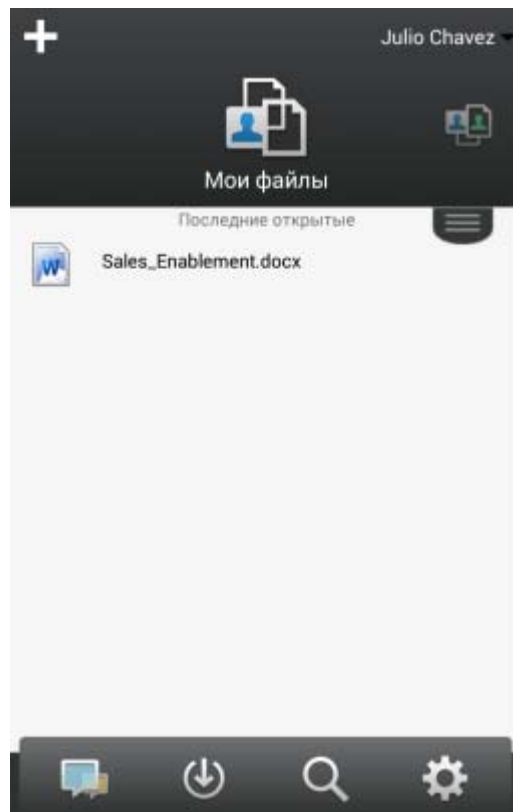 Julio Chavez
Мои файлы
Последние открытые
Sales_Enablement.docx